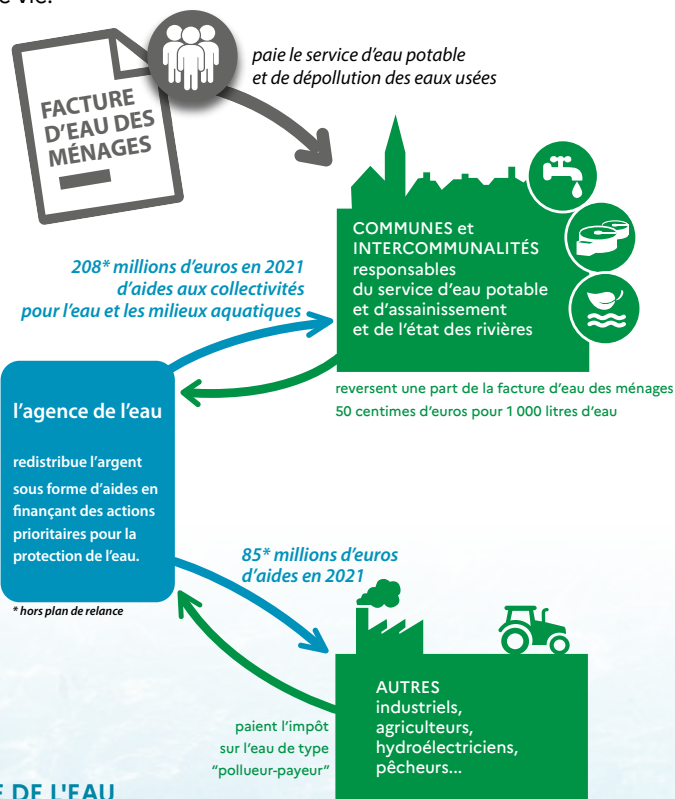 e vie.
paie le service d'eau potable
et de dépollution des eaux usées
FACTURE
D'EAU DES
MÉNAGES
COMMUNES et
INTERCOMMUNALITÉS
responsables
du service d'eau potable
et d'assainissement
et de l'état des rivières
208* millions d'euros en 2021
d'aides aux collectivités
pour l'eau et les milieux aquatiques
reversent une part de la facture d'eau des ménages
50 centimes d'euros pour 1 000 litres d'eau
l'agence de l'eau
redistribue l'argent
sous forme d'aides en
finançant des actions
prioritaires pour la
protection de l'eau.
* hors plan de relance
85* millions d'euros
d'aides en 2021
AUTRES
industriels,
agriculteurs,
hydroélectriciens,
pêcheurs...
paient l'impôt
sur l'eau de type
“pollueur-payeur”
E DE L'EAU